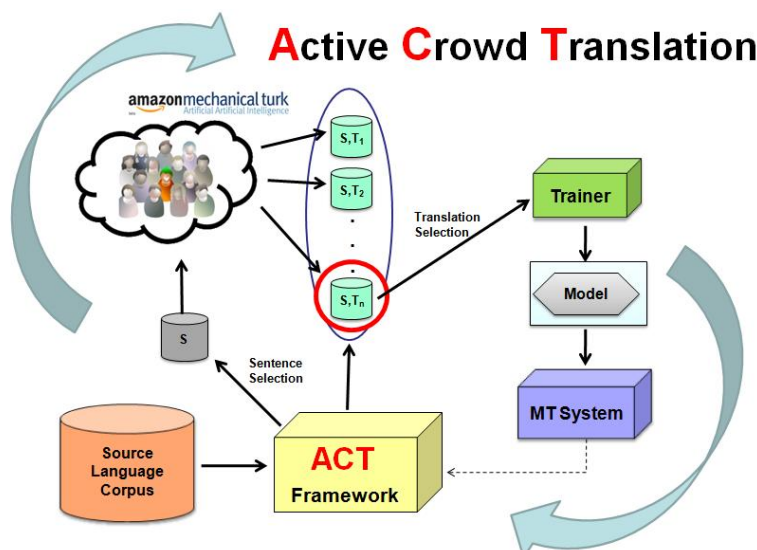 Active Crowd Translation
amazonmechanical turk
Artificial Artificial Intelligence
S,T1
S,T2
.
.
.
S,Tn
Translation
Selection
Trainer
Model
MT System
S
Sentence
Selection
Source
Language
Corpus
ACT
Framework